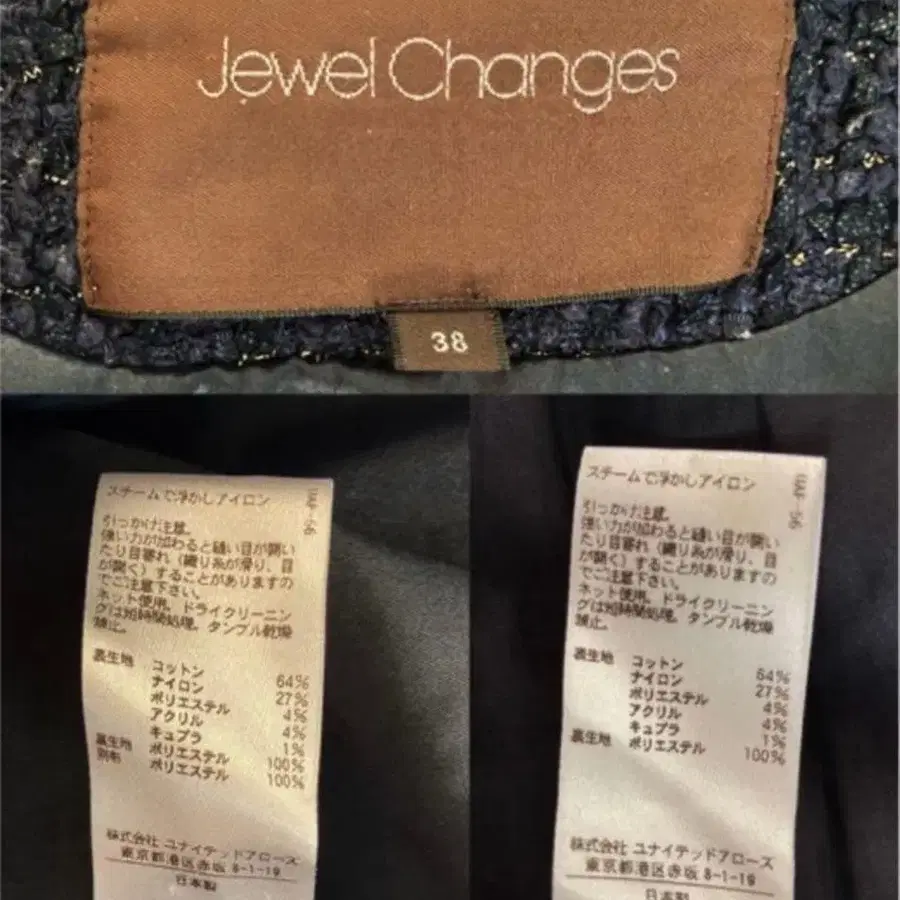 Jewel Changes
38
スチームで浮かしアイロン
UAF-56
引っかけ注意。
強い力が加わると縫い目が開い
たり目寄れ（織り糸が滑り、目
が開く）することがありますの
でご注意下さい。
ネット使用。ドライクリーニン
グは短時間処理。タンブル乾燥
禁止。
表生地 コットン 64%
ナイロン 27%
ポリエステル 4%
アクリル 4%
キュプラ 1%
裏生地 ポリエステル 100%
別布 ポリエステル 100%
株式会社 ユナイテッドアローズ
東京都港区赤坂 8-1-19
日本製
スチームで浮かしアイロン
UAF-56
引っかけ注意。
強い力が加わると縫い目が開い
たり目寄れ（織り糸が滑り、目
が開く）することがありますの
でご注意下さい。
ネット使用。ドライクリーニン
グは短時間処理。タンブル乾燥
禁止。
表生地 コットン 64%
ナイロン 27%
ポリエステル 4%
アクリル 4%
キュプラ 1%
裏生地 ポリエステル 100%
株式会社 ユナイテッドアローズ
東京都港区赤坂 8-1-19
日本製